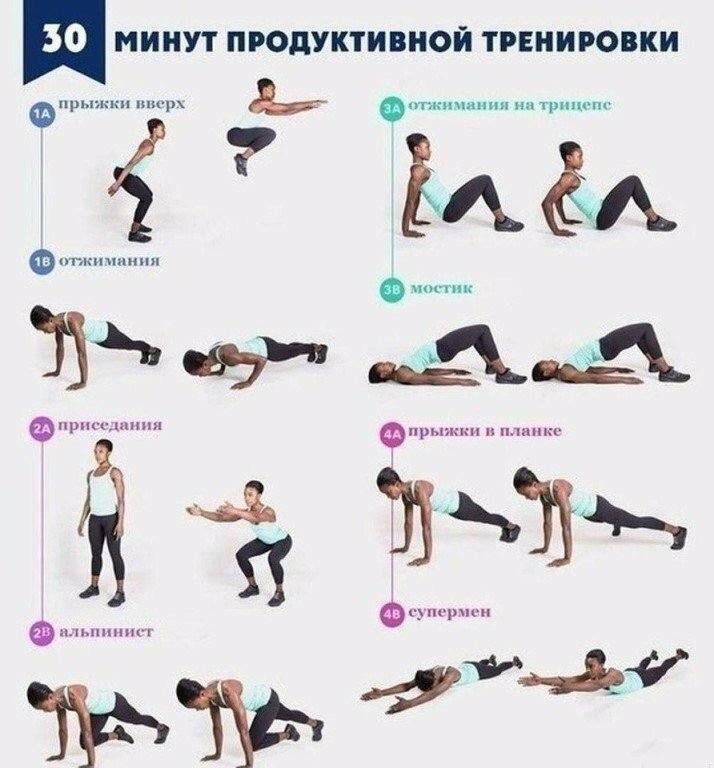 30 МИНУТ ПРОДУКТИВНОЙ ТРЕНИРОВКИ
1A прыжки вверх
1B отжимания
2A приседания
2B альпинист
3A отжимания на трицепс
3B мостик
4A прыжки в планке
4B супермен